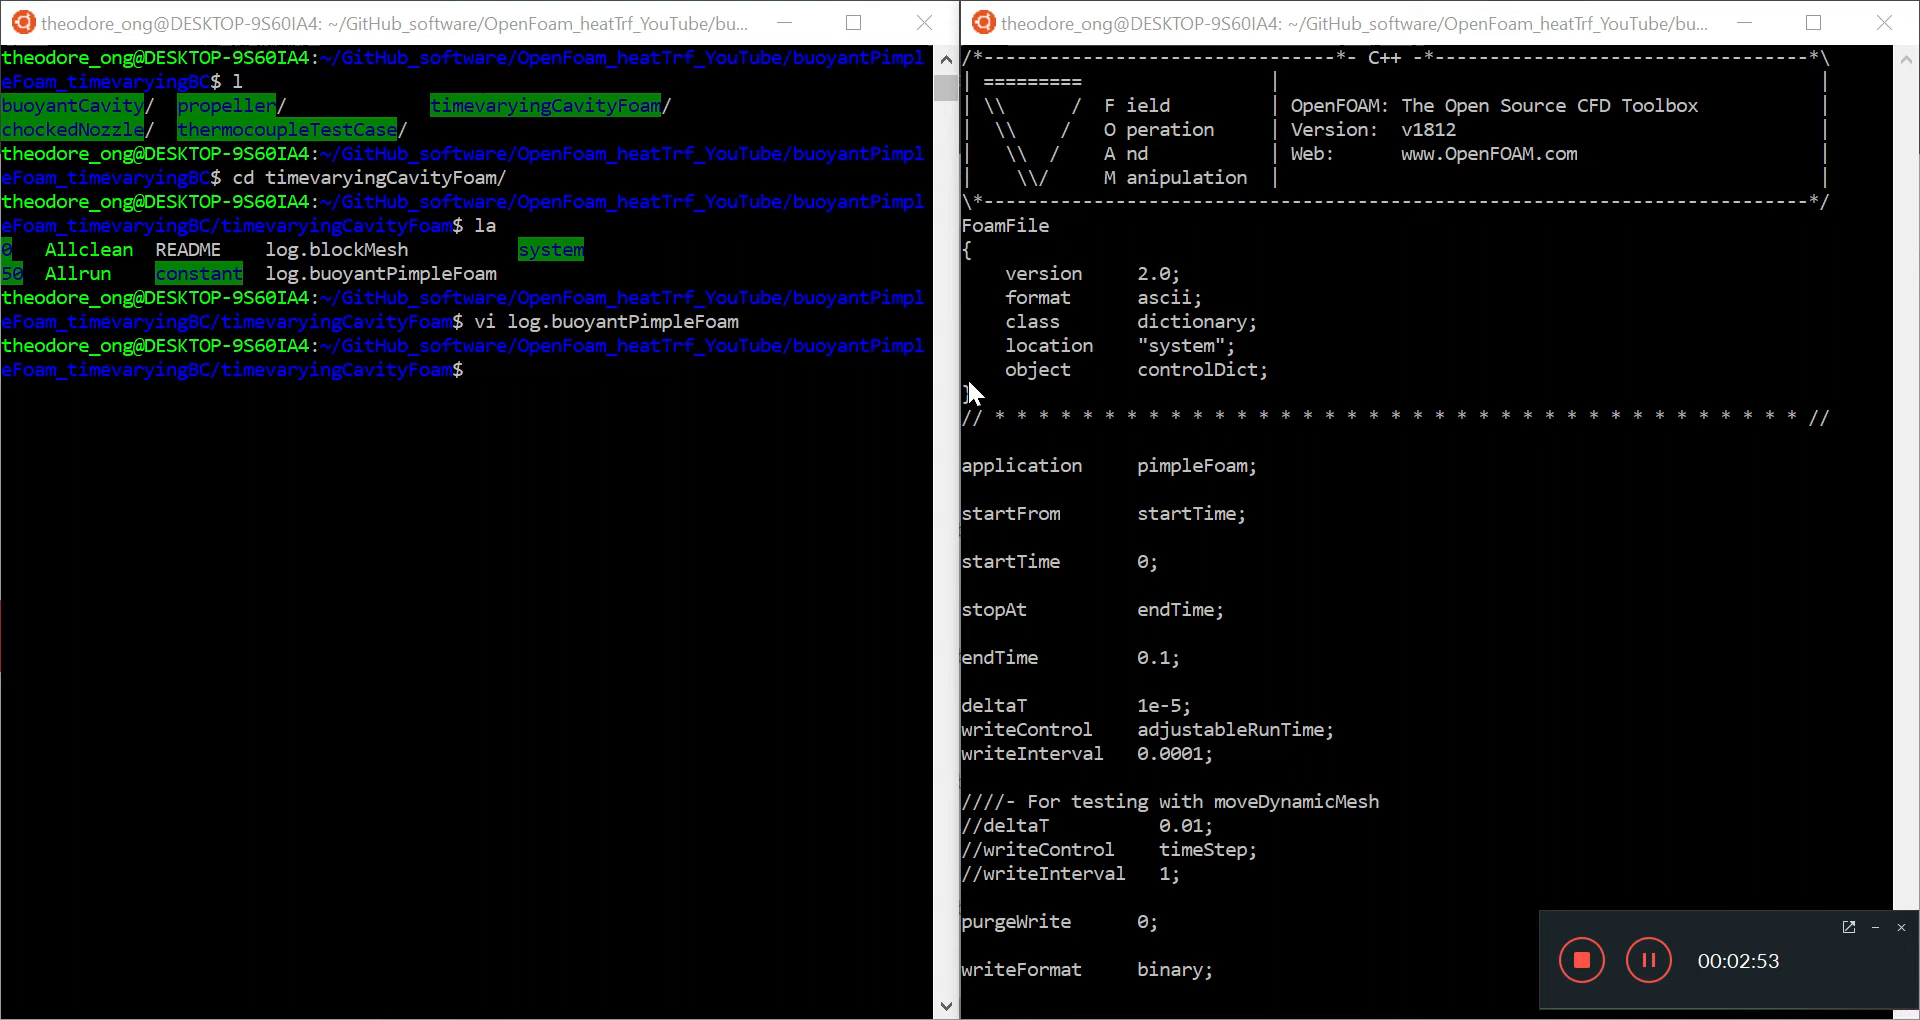 theodore_ong@DESKTOP-9S60IA4: ~/GitHub_software/OpenFoam_heatTrf_YouTube/bu...
theodore_ong@DESKTOP-9S60IA4:~/GitHub_software/OpenFoam_heatTrf_YouTube/buoyantPimpl
eFoam_timevaryingBC$ l
buoyantCavity/  propeller/             timevaryingCavityFoam/
chockedNozzle/  thermocoupleTestCase/
theodore_ong@DESKTOP-9S60IA4:~/GitHub_software/OpenFoam_heatTrf_YouTube/buoyantPimpl
eFoam_timevaryingBC$ cd timevaryingCavityFoam/
theodore_ong@DESKTOP-9S60IA4:~/GitHub_software/OpenFoam_heatTrf_YouTube/buoyantPimpl
eFoam_timevaryingBC/timevaryingCavityFoam$ la
0   Allclean  README    log.blockMesh          system
50  Allrun    constant  log.buoyantPimpleFoam
theodore_ong@DESKTOP-9S60IA4:~/GitHub_software/OpenFoam_heatTrf_YouTube/buoyantPimpl
eFoam_timevaryingBC/timevaryingCavityFoam$ vi log.buoyantPimpleFoam
theodore_ong@DESKTOP-9S60IA4:~/GitHub_software/OpenFoam_heatTrf_YouTube/buoyantPimpl
eFoam_timevaryingBC/timevaryingCavityFoam$
theodore_ong@DESKTOP-9S60IA4: ~/GitHub_software/OpenFoam_heatTrf_YouTube/bu...
/*--------------------------------*- C++ -*----------------------------------*\
| =========                 |                                                 |
| \\      /  F ield         | OpenFOAM: The Open Source CFD Toolbox           |
|  \\    /   O peration     | Version:  v1812                                 |
|   \\  /    A nd           | Web:      www.OpenFOAM.com                      |
|    \\/     M anipulation  |                                                 |
\*---------------------------------------------------------------------------*/
FoamFile
{
    version     2.0;
    format      ascii;
    class       dictionary;
    location    "system";
    object      controlDict;
}
// * * * * * * * * * * * * * * * * * * * * * * * * * * * * * * * * * * * * * //
application     pimpleFoam;
startFrom       startTime;
startTime       0;
stopAt          endTime;
endTime         0.1;
deltaT          1e-5;
writeControl    adjustableRunTime;
writeInterval   0.0001;
////- For testing with moveDynamicMesh
//deltaT          0.01;
//writeControl    timeStep;
//writeInterval   1;
purgeWrite      0;
writeFormat     binary;
00:02:53